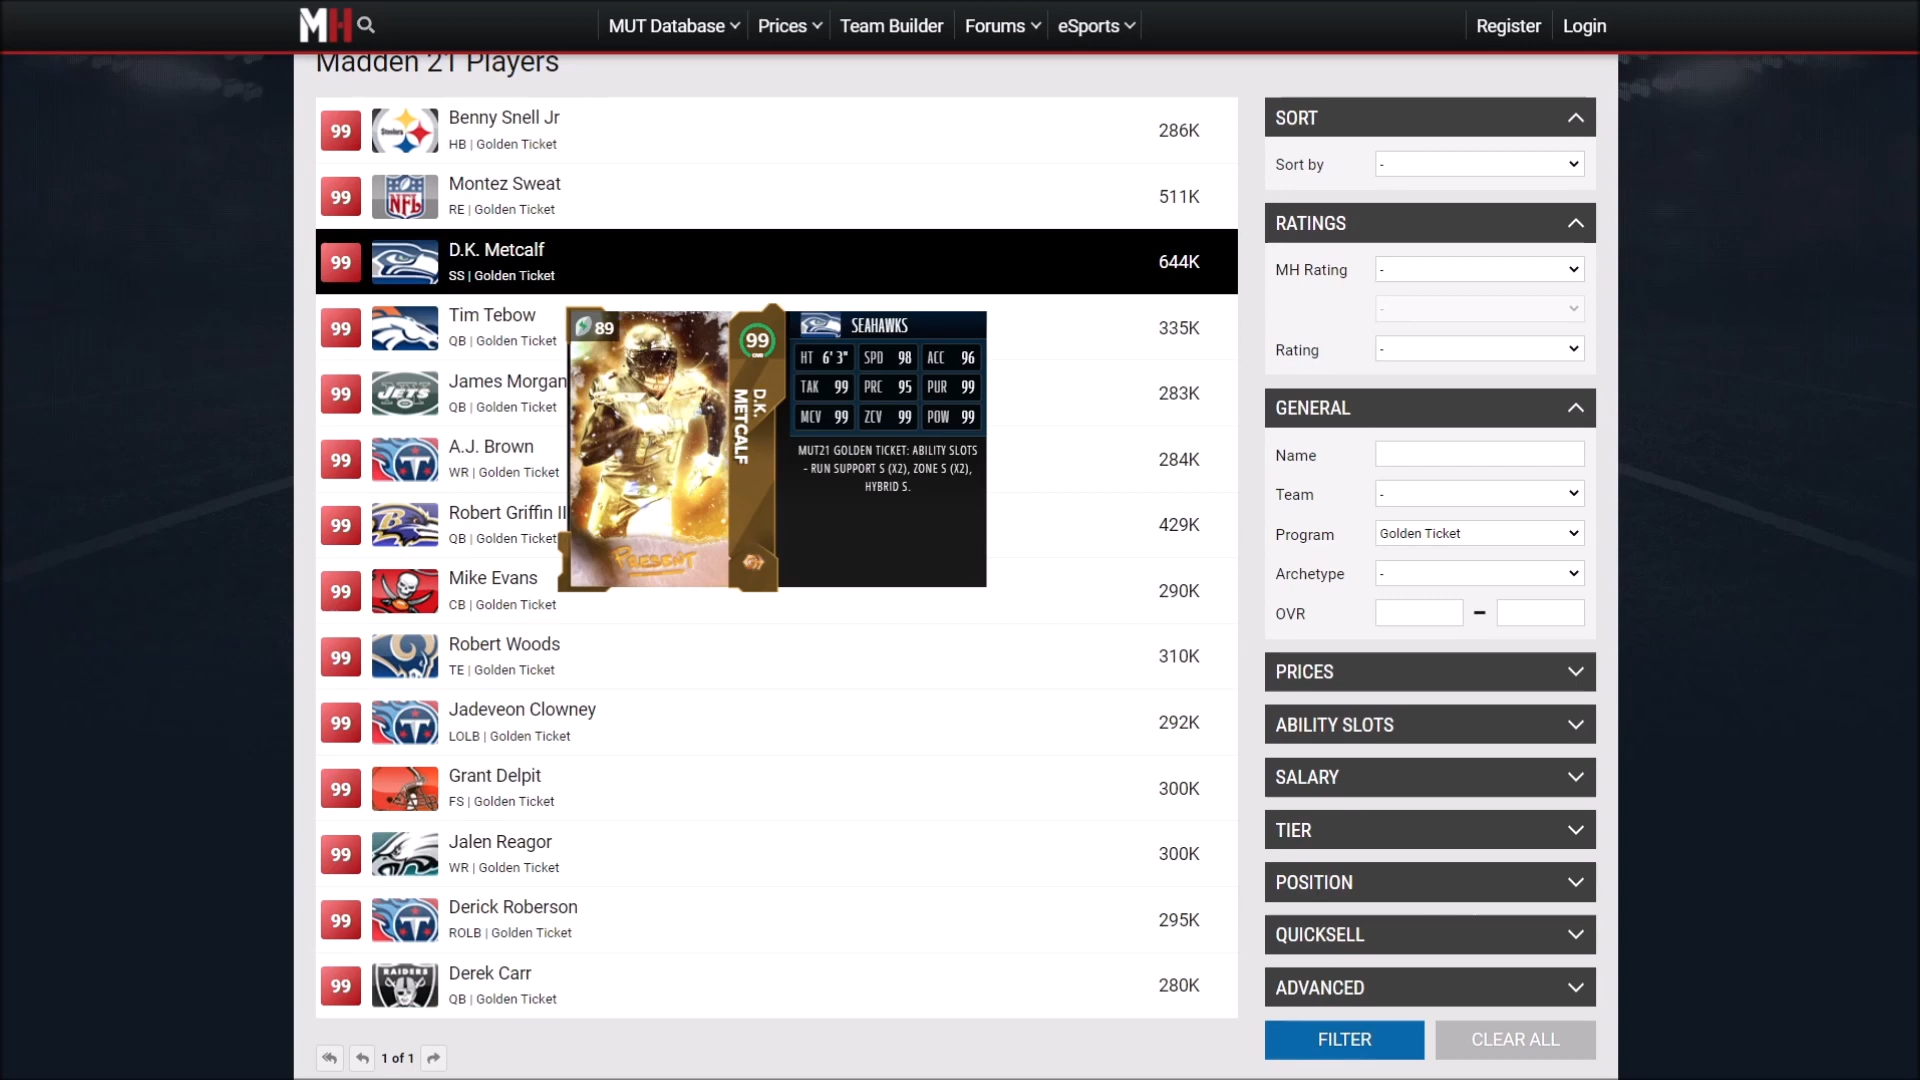 MH
MUT Database
Prices
Team Builder
Forums
eSports
Register
Login
Madden 21 Players
99
Benny Snell Jr
HB | Golden Ticket
286K
99
Montez Sweat
RE | Golden Ticket
511K
99
D.K. Metcalf
SS | Golden Ticket
644K
99
Tim Tebow
QB | Golden Ticket
335K
99
James Morgan
QB | Golden Ticket
283K
99
A.J. Brown
WR | Golden Ticket
284K
99
Robert Griffin II
QB | Golden Ticket
429K
99
Mike Evans
CB | Golden Ticket
290K
99
Robert Woods
TE | Golden Ticket
310K
99
Jadeveon Clowney
LOLB | Golden Ticket
292K
99
Grant Delpit
FS | Golden Ticket
300K
99
Jalen Reagor
WR | Golden Ticket
300K
99
Derick Roberson
ROLB | Golden Ticket
295K
99
Derek Carr
QB | Golden Ticket
280K
Steelers
NFL
JETS
B
RAIDERS
89
99
OVR
D.K.
METCALF
PRESENT
SEAHAWKS
HT 6' 3" SPD 98 ACC 96
TAK 99 PRC 95 PUR 99
MCV 99 ZCV 99 POW 99
MUT21 GOLDEN TICKET: ABILITY SLOTS
- RUN SUPPORT S (X2), ZONE S (X2),
HYBRID S.
1 of 1
SORT
Sort by -
RATINGS
MH Rating -
-
Rating -
GENERAL
Name
Team -
Program Golden Ticket
Archetype -
OVR –
PRICES
ABILITY SLOTS
SALARY
TIER
POSITION
QUICKSELL
ADVANCED
FILTER
CLEAR ALL